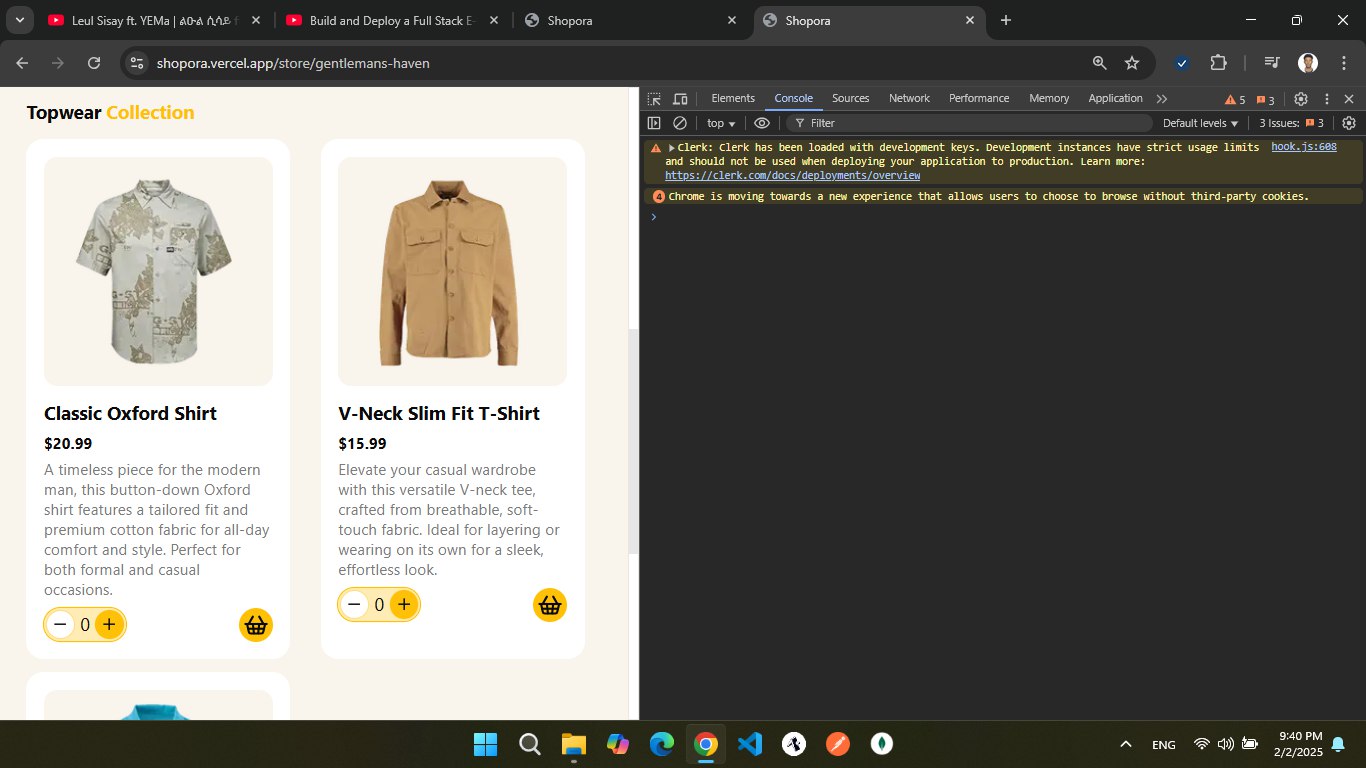 Leul Sisay ft. YEMa | ልዑል ሲሳይ
Build and Deploy a Full Stack E-
Shopora
Shopora
shopora.vercel.app/store/gentlemans-haven
Topwear Collection
Classic Oxford Shirt
$20.99
A timeless piece for the modern
man, this button-down Oxford
shirt features a tailored fit and
premium cotton fabric for all-day
comfort and style. Perfect for
both formal and casual
occasions.
− 0 +
V-Neck Slim Fit T-Shirt
$15.99
Elevate your casual wardrobe
with this versatile V-neck tee,
crafted from breathable, soft-
touch fabric. Ideal for layering or
wearing on its own for a sleek,
effortless look.
− 0 +
Elements Console Sources Network Performance Memory Application 5 3
top Filter Default levels 3 Issues: 3
Clerk: Clerk has been loaded with development keys. Development instances have strict usage limits hook.js:608
and should not be used when deploying your application to production. Learn more:
https://clerk.com/docs/deployments/overview
4 Chrome is moving towards a new experience that allows users to choose to browse without third-party cookies.
ENG
9:40 PM
2/2/2025